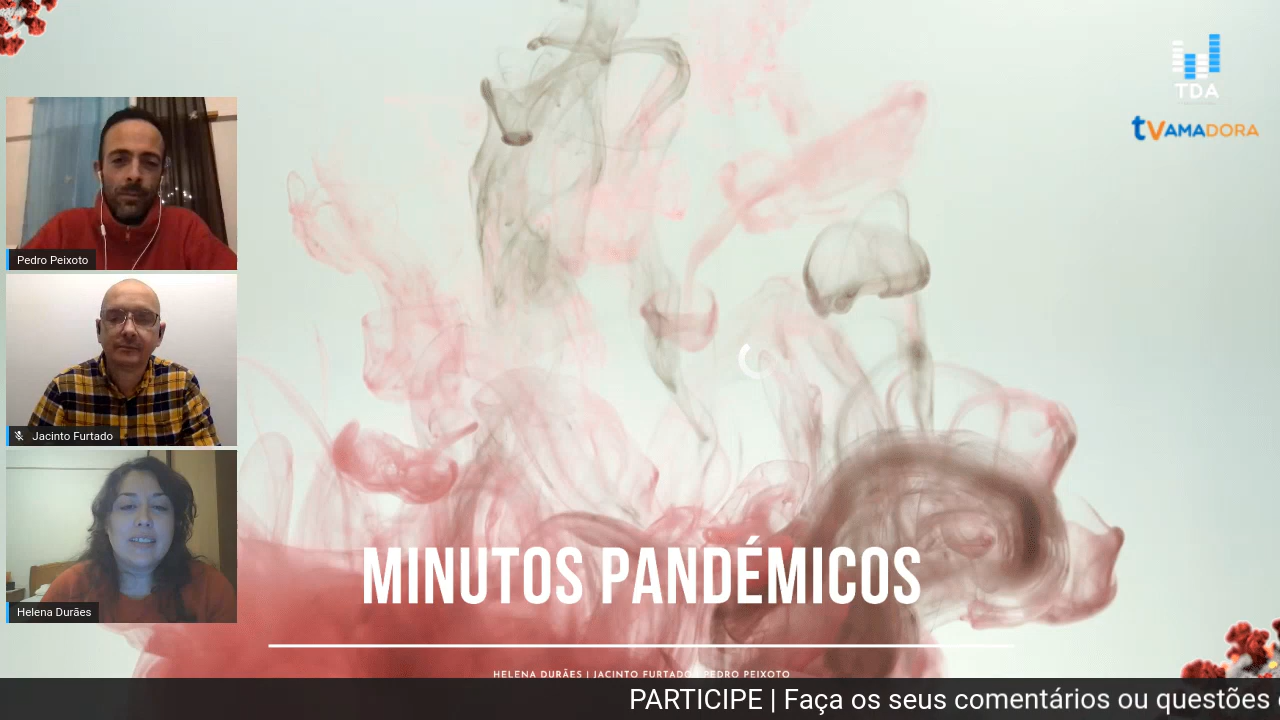 TDA
tvAMADORA
Pedro Peixoto
Jacinto Furtado
Helena Durães
MINUTOS PANDÉMICOS
HELENA DURÃES | JACINTO FURTADO PEDRO PEIXOTO
PARTICIPE | Faça os seus comentários ou questões